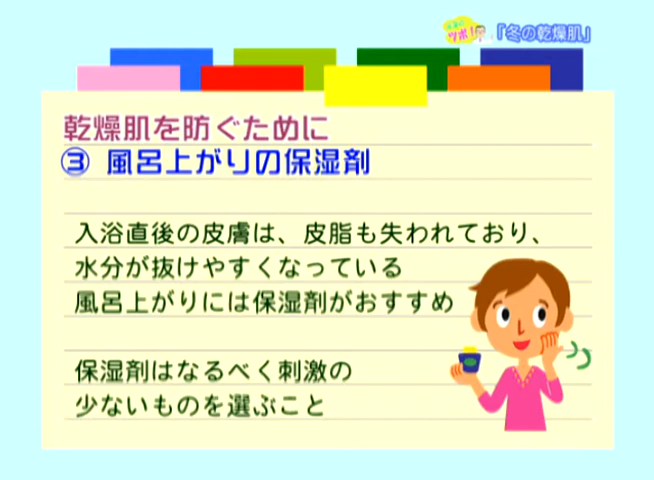 ツボ!
「冬の乾燥肌」
乾燥肌を防ぐために
③ 風呂上がりの保湿剤
入浴直後の皮膚は、皮脂も失われており、
水分が抜けやすくなっている
風呂上がりには保湿剤がおすすめ
保湿剤はなるべく刺激の
少ないものを選ぶこと